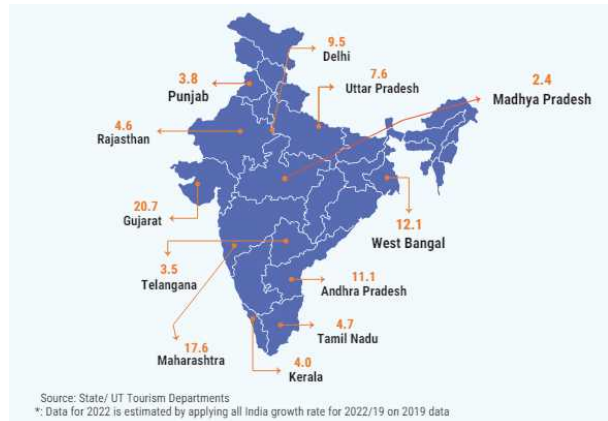 9.5
Delhi
3.8
Punjab
7.6
Uttar Pradesh
2.4
Madhya Pradesh
4.6
Rajasthan
20.7
Gujarat
12.1
West Bangal
3.5
Telangana
11.1
Andhra Pradesh
17.6
Maharashtra
4.7
Tamil Nadu
4.0
Kerala
Source: State/ UT Tourism Departments
*: Data for 2022 is estimated by applying all India growth rate for 2022/19 on 2019 data